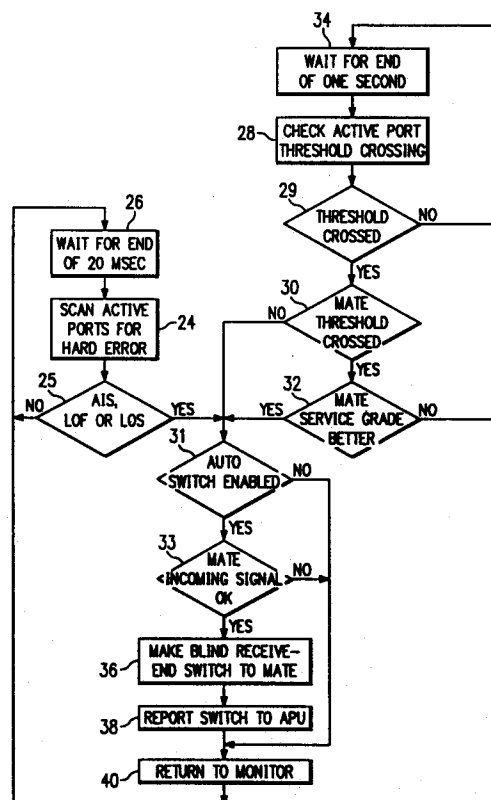 34
WAIT FOR END
OF ONE SECOND
28
CHECK ACTIVE PORT
THRESHOLD CROSSING
29
THRESHOLD
CROSSED
NO
YES
30
MATE
THRESHOLD
CROSSED
NO
YES
32
MATE
SERVICE GRADE
BETTER
YES
NO
26
WAIT FOR END
OF 20 MSEC
SCAN ACTIVE
PORTS FOR
HARD ERROR
24
25
AIS,
LOF OR LOS
NO
YES
31
AUTO
SWITCH ENABLED
NO
YES
33
MATE
INCOMING SIGNAL
OK
NO
YES
36
MAKE BLIND RECEIVE-
END SWITCH TO MATE
38
REPORT SWITCH TO APU
40
RETURN TO MONITOR